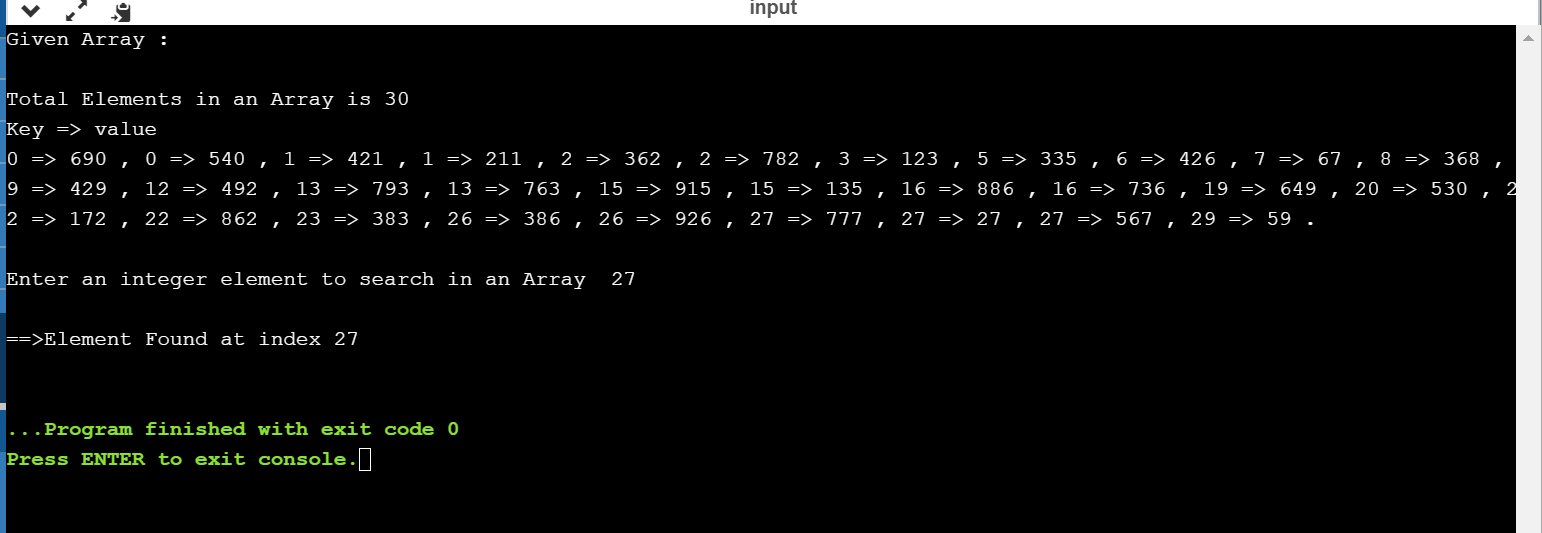 input
Given Array :
Total Elements in an Array is 30
Key => value
0 => 690 , 0 => 540 , 1 => 421 , 1 => 211 , 2 => 362 , 2 => 782 , 3 => 123 , 5 => 335 , 6 => 426 , 7 => 67 , 8 => 368 ,
9 => 429 , 12 => 492 , 13 => 793 , 13 => 763 , 15 => 915 , 15 => 135 , 16 => 886 , 16 => 736 , 19 => 649 , 20 => 530 , 2
2 => 172 , 22 => 862 , 23 => 383 , 26 => 386 , 26 => 926 , 27 => 777 , 27 => 27 , 27 => 567 , 29 => 59 .
Enter an integer element to search in an Array  27
==>Element Found at index 27
...Program finished with exit code 0
Press ENTER to exit console.